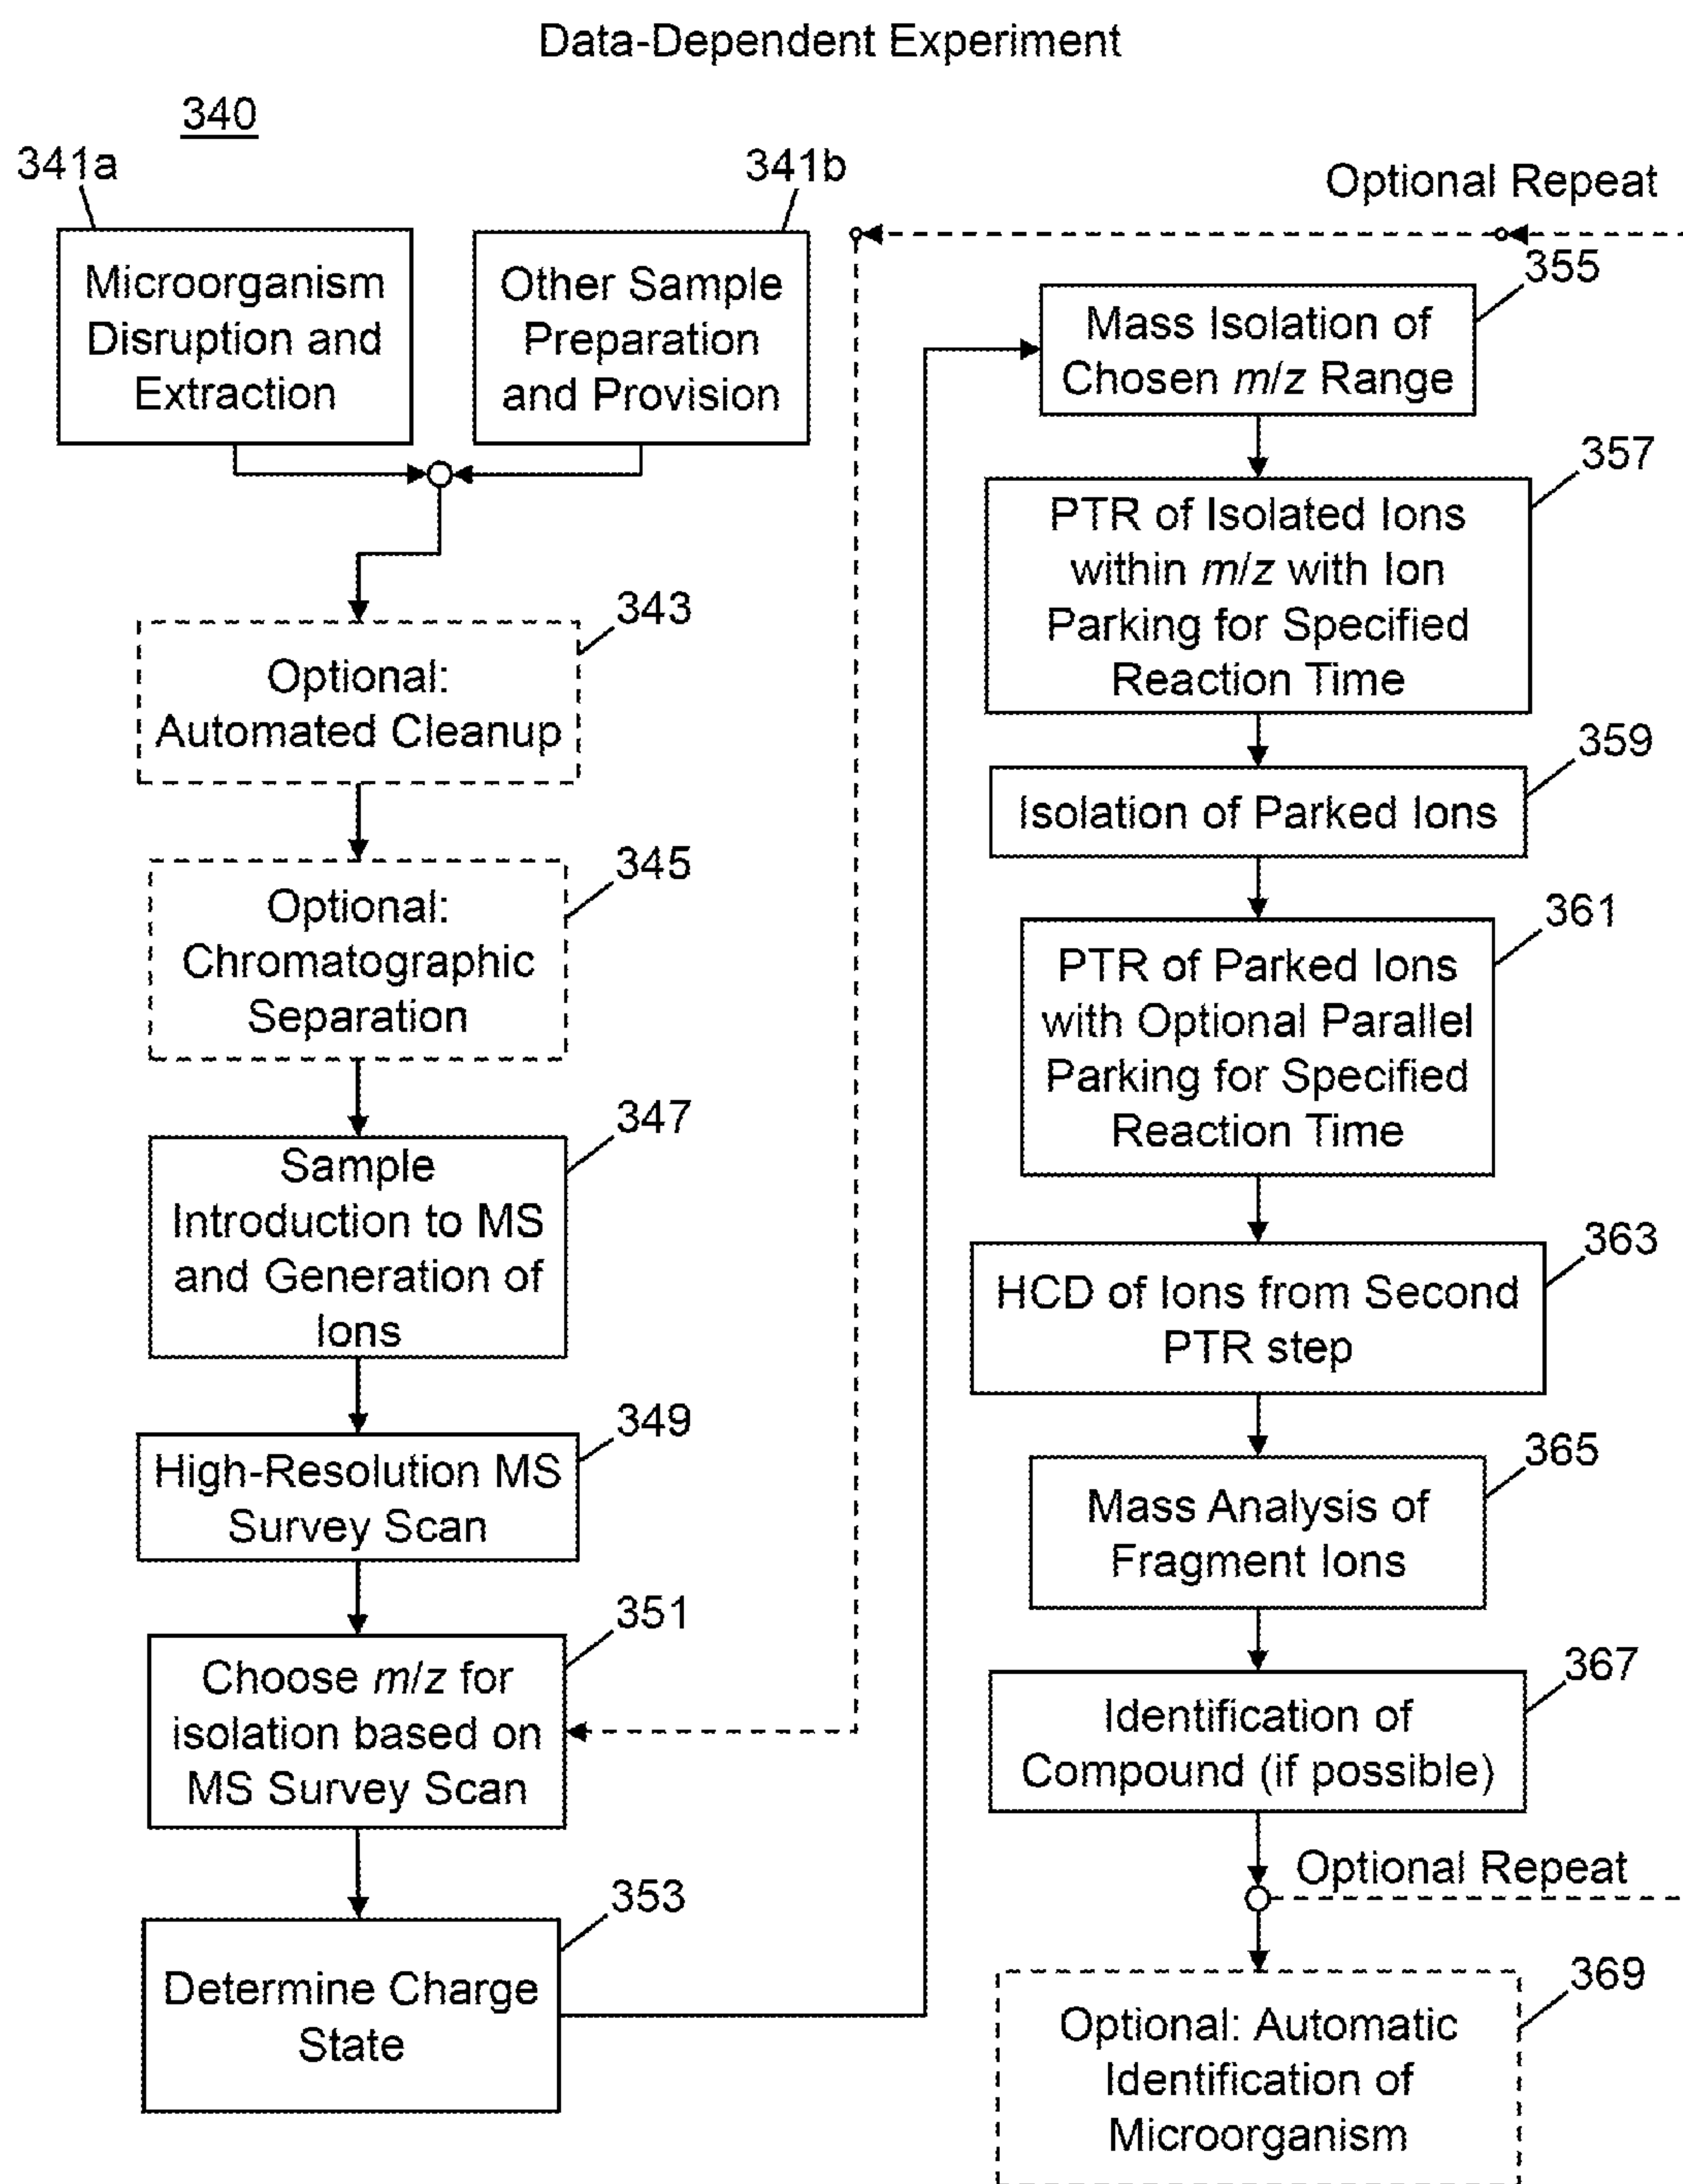 Data-Dependent Experiment
340
341a
Microorganism
Disruption and
Extraction
341b
Other Sample
Preparation
and Provision
343
Optional:
Automated Cleanup
345
Optional:
Chromatographic
Separation
347
Sample
Introduction to MS
and Generation of
Ions
349
High-Resolution MS
Survey Scan
351
Choose m/z for
isolation based on
MS Survey Scan
353
Determine Charge
State
Optional Repeat
355
Mass Isolation of
Chosen m/z Range
357
PTR of Isolated Ions
within m/z with Ion
Parking for Specified
Reaction Time
359
Isolation of Parked Ions
361
PTR of Parked Ions
with Optional Parallel
Parking for Specified
Reaction Time
363
HCD of Ions from Second
PTR step
365
Mass Analysis of
Fragment Ions
367
Identification of
Compound (if possible)
Optional Repeat
369
Optional: Automatic
Identification of
Microorganism